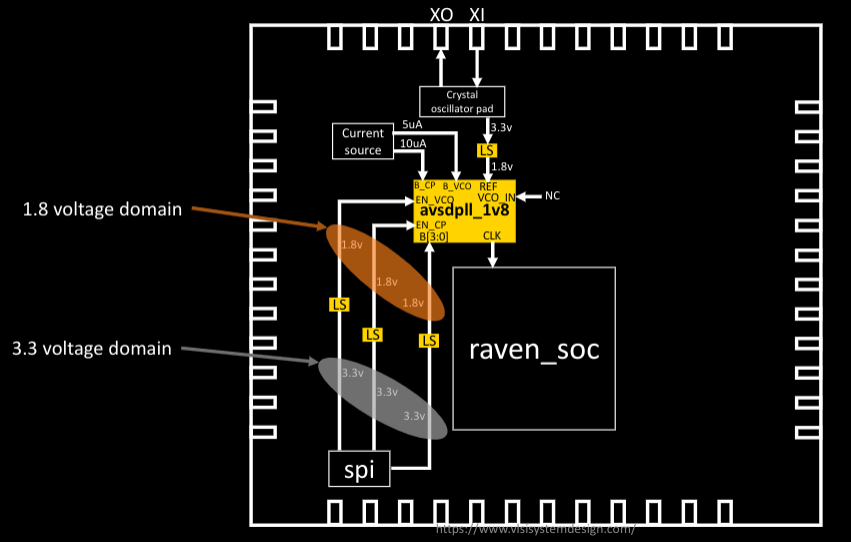 XO XI
Crystal
oscillator pad
5uA
3.3v
Current
source
10uA
LS
1.8v
B_CP B_VCO REF
EN_VCO VCO_IN NC
1.8 voltage domain
avsdpll_1v8
EN_CP
B[3:0] CLK
1.8v
1.8v
1.8v
LS
LS
LS
3.3 voltage domain
raven_soc
3.3v
3.3v
3.3v
spi
https://www.vlsisystemdesign.com/